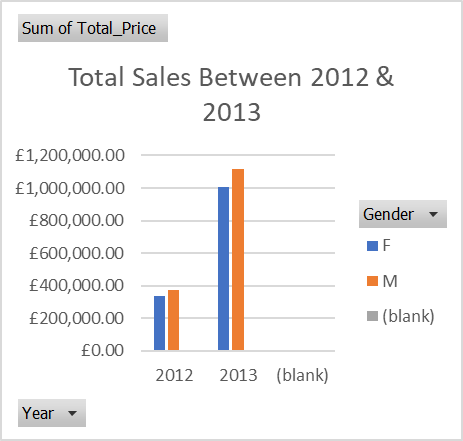 Sum of Total_Price
Total Sales Between 2012 &
2013
£1,200,000.00
£1,000,000.00
£800,000.00
£600,000.00
£400,000.00
£200,000.00
£0.00
2012
2013
(blank)
Gender
F
M
(blank)
Year